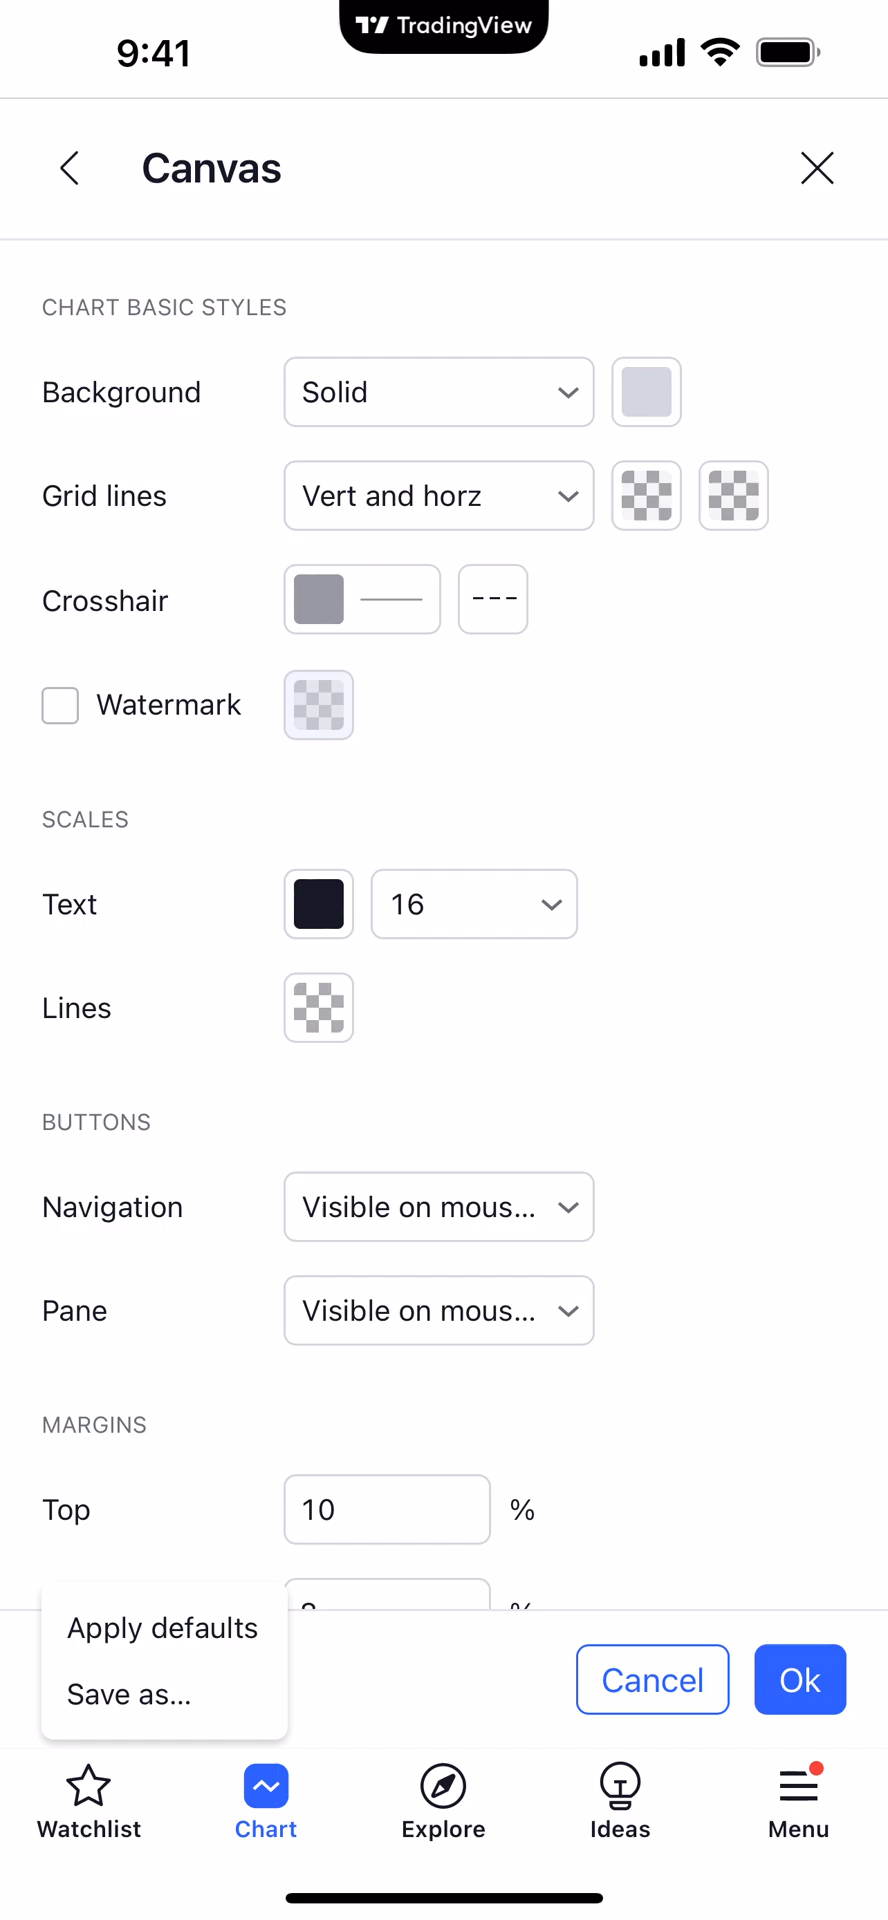 9:41
TradingView
Canvas
CHART BASIC STYLES
Background
Solid
Grid lines
Vert and horz
Crosshair
Watermark
SCALES
Text
16
Lines
BUTTONS
Navigation
Visible on mous...
Pane
Visible on mous...
MARGINS
Top
10
%
%
Apply defaults
Save as...
Cancel
Ok
Watchlist
Chart
Explore
Ideas
Menu